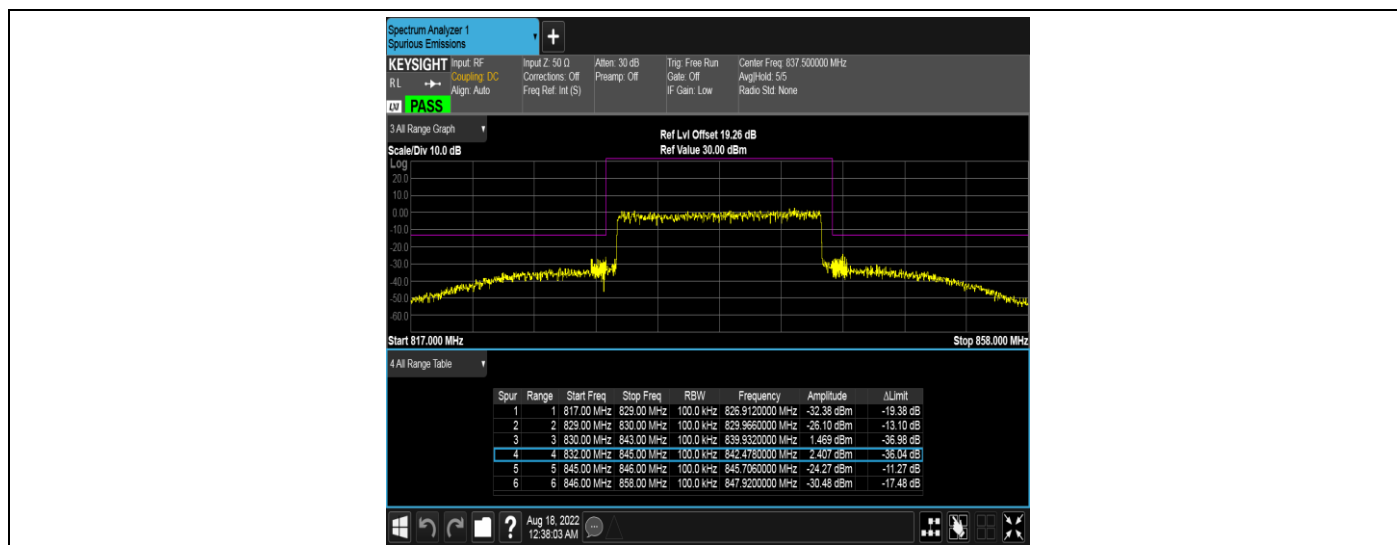 Spectrum Analyzer 1
Spurious Emissions
KEYSIGHT Input: RF Input Z: 50 Ω Atten: 30 dB Trig: Free Run Center Freq: 837.500000 MHz
R L Coupling: DC Corrections: Off Preamp: Off Gate: Off Avg|Hold: 5/5
Align: Auto Freq Ref: Int (S) IF Gain: Low Radio Std: None
LXI PASS
3 All Range Graph
Ref Lvl Offset 19.26 dB
Scale/Div 10.0 dB Ref Value 30.00 dBm
Log
20.0
10.0
0.00
-10.0
-20.0
-30.0
-40.0
-50.0
-60.0
Start 817.000 MHz Stop 858.000 MHz
4 All Range Table
Spur Range Start Freq Stop Freq RBW Frequency Amplitude ΔLimit
1 1 817.00 MHz 829.00 MHz 100.0 kHz 826.9120000 MHz -32.38 dBm -19.38 dB
2 2 829.00 MHz 830.00 MHz 100.0 kHz 829.9660000 MHz -26.10 dBm -13.10 dB
3 3 830.00 MHz 843.00 MHz 100.0 kHz 839.9320000 MHz 1.469 dBm -36.98 dB
4 4 832.00 MHz 845.00 MHz 100.0 kHz 842.4780000 MHz 2.407 dBm -36.04 dB
5 5 845.00 MHz 846.00 MHz 100.0 kHz 845.7060000 MHz -24.27 dBm -11.27 dB
6 6 846.00 MHz 858.00 MHz 100.0 kHz 847.9200000 MHz -30.48 dBm -17.48 dB
? Aug 18, 2022
12:38:03 AM